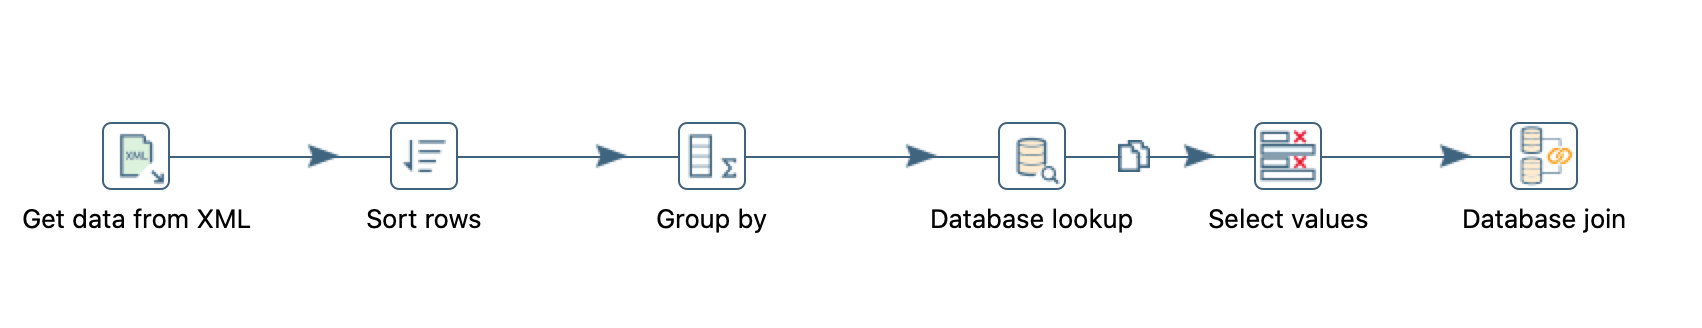 XML
Σ
Get data from XML
Sort rows
Group by
Database lookup
Select values
Database join